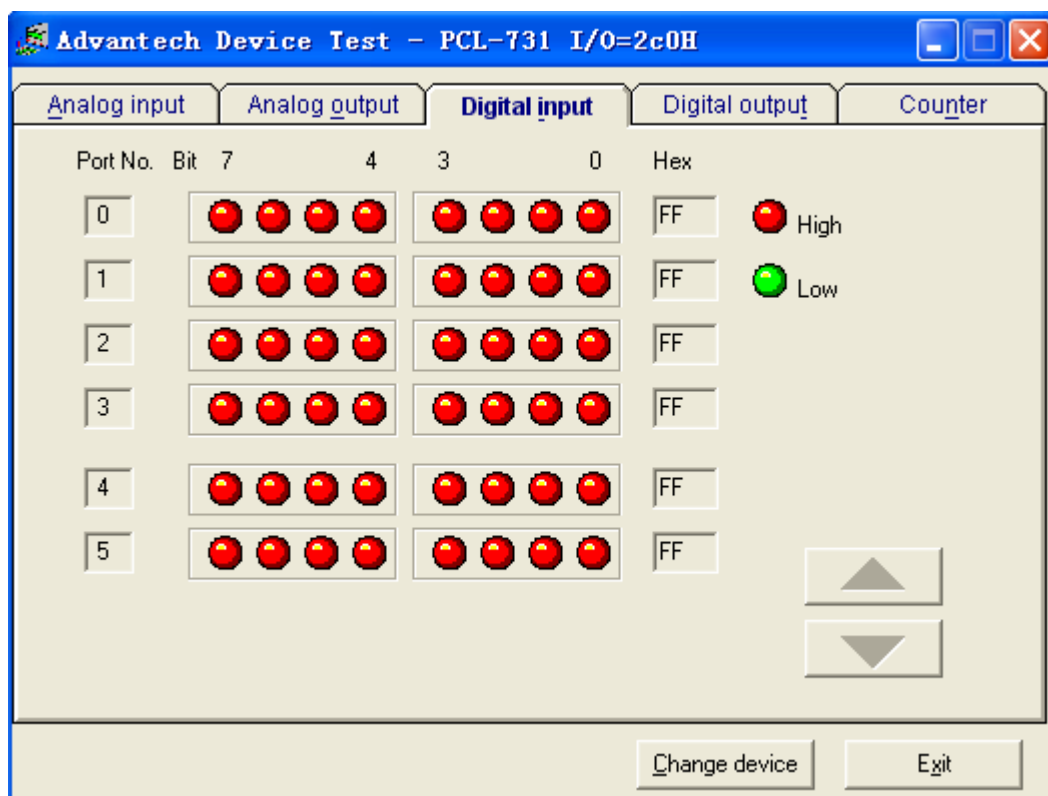 Advantech Device Test - PCL-731 I/O=2c0H
Analog input Analog output Digital input Digital output Counter
Port No. Bit 7 4 3 0 Hex
0 FF High
1 FF Low
2 FF
3 FF
4 FF
5 FF
Change device Exit